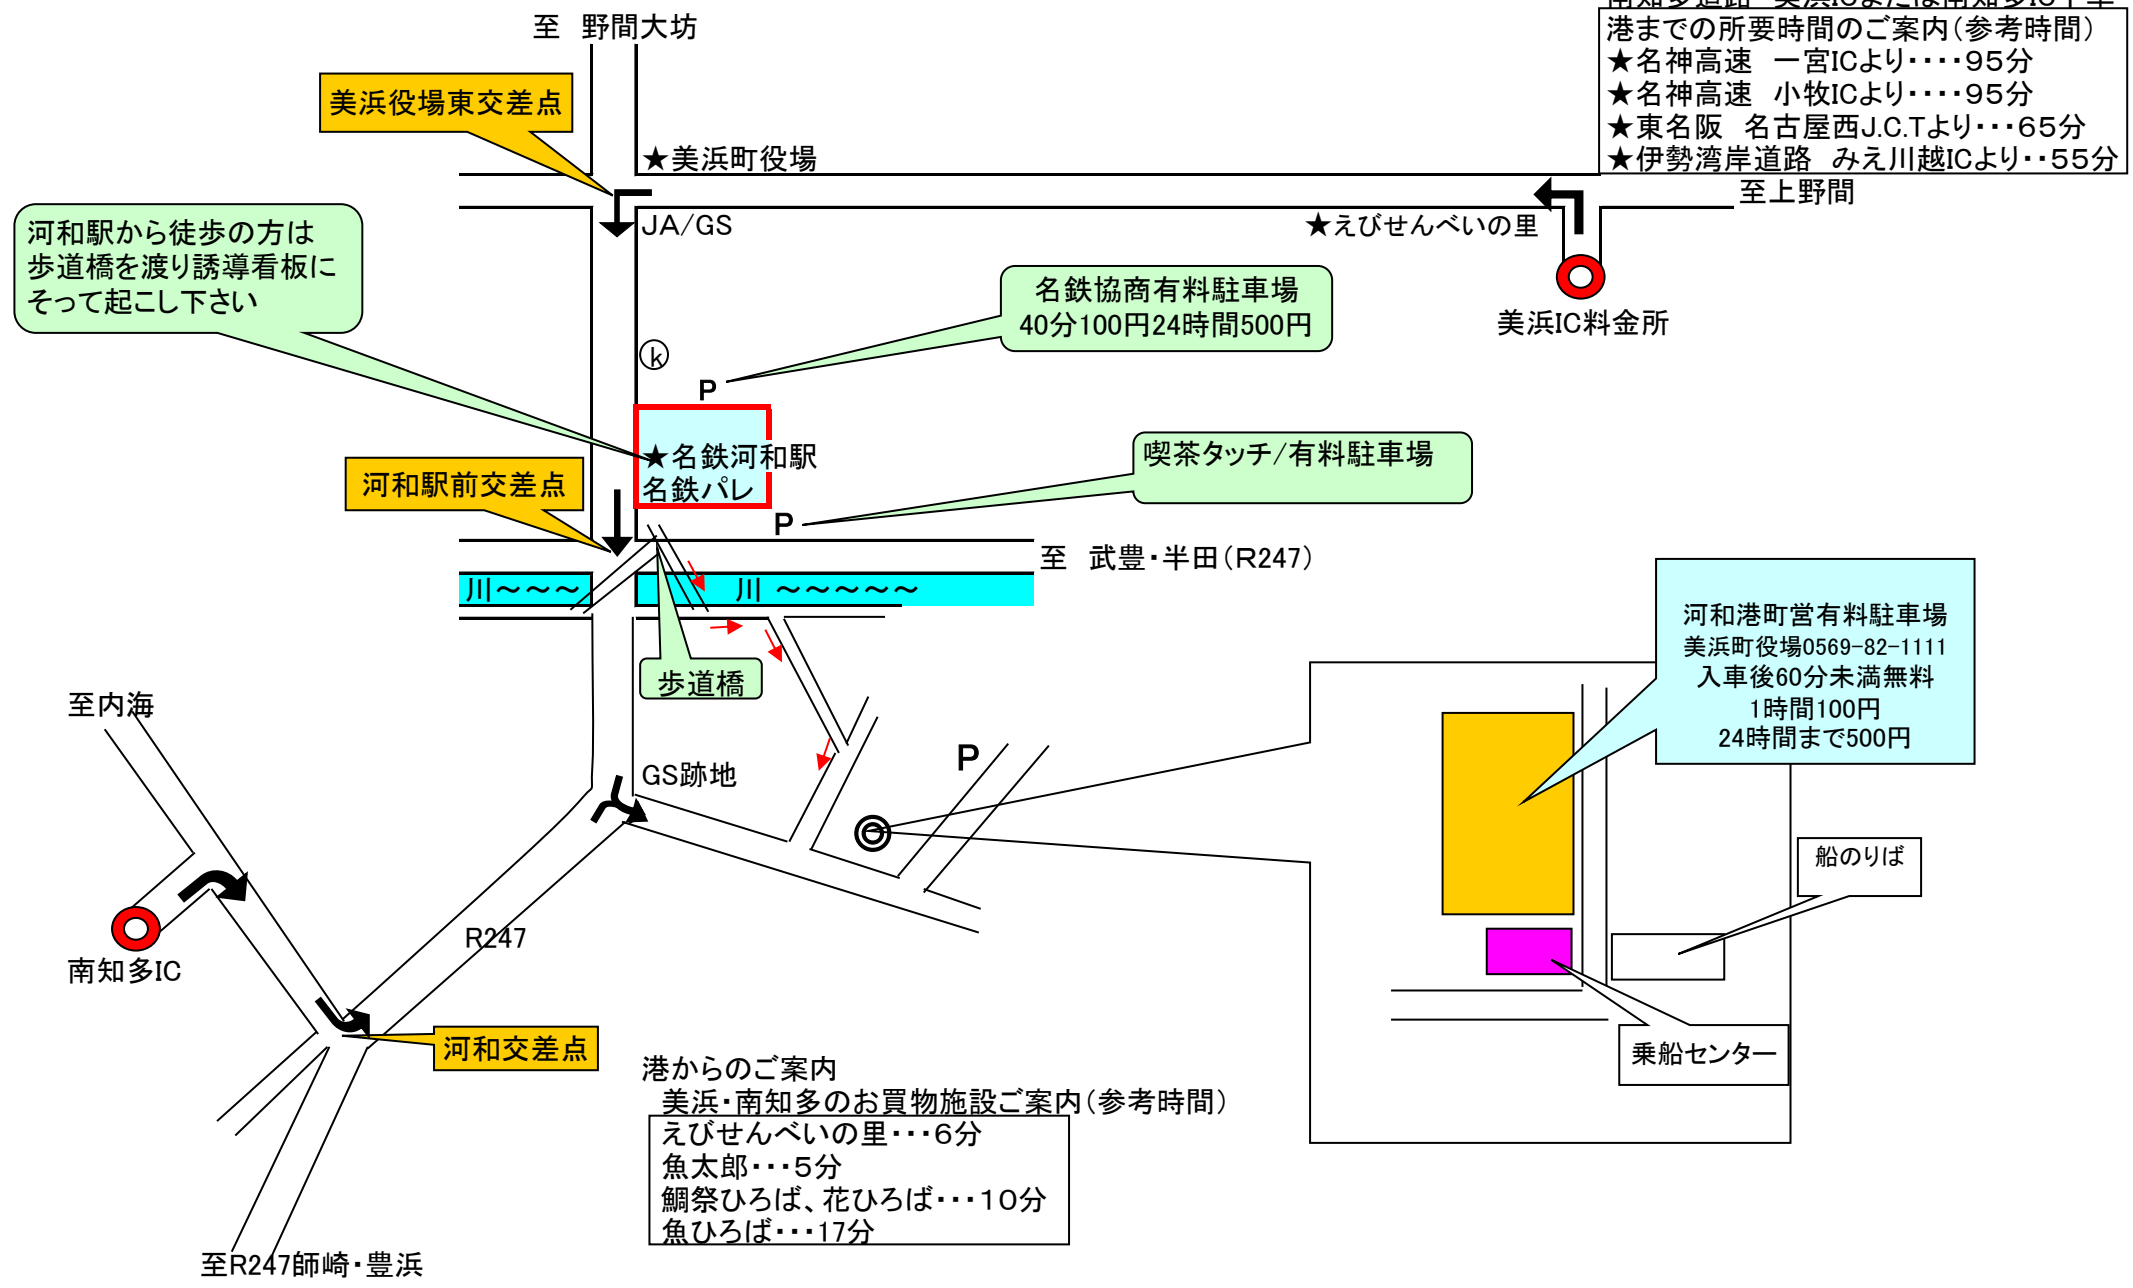 至　野間大坊
南知多道路　美浜ICまたは南知多IC下車
港までの所要時間のご案内（参考時間）
★名神高速　一宮ICより・・・・９５分
★名神高速　小牧ICより・・・・９５分
★東名阪　名古屋西J.C.Tより・・・６５分
★伊勢湾岸道路　みえ川越ICより・・５５分
美浜役場東交差点
★美浜町役場
至上野間
JA/GS
★えびせんべいの里
河和駅から徒歩の方は
歩道橋を渡り誘導看板に
そって起こし下さい
名鉄協商有料駐車場
40分100円24時間500円
美浜IC料金所
k
P
★名鉄河和駅
名鉄パレ
喫茶タッチ/有料駐車場
河和駅前交差点
P
至　武豊・半田（R247）
川～～～
川　～～～～～
河和港町営有料駐車場
美浜町役場0569-82-1111
入車後60分未満無料
1時間100円
24時間まで500円
歩道橋
至内海
P
GS跡地
船のりば
R247
南知多IC
河和交差点
乗船センター
港からのご案内
美浜・南知多のお買物施設ご案内（参考時間）
えびせんべいの里・・・６分
魚太郎・・・５分
鯛祭ひろば、花ひろば・・・１０分
魚ひろば・・・17分
至R247師崎・豊浜